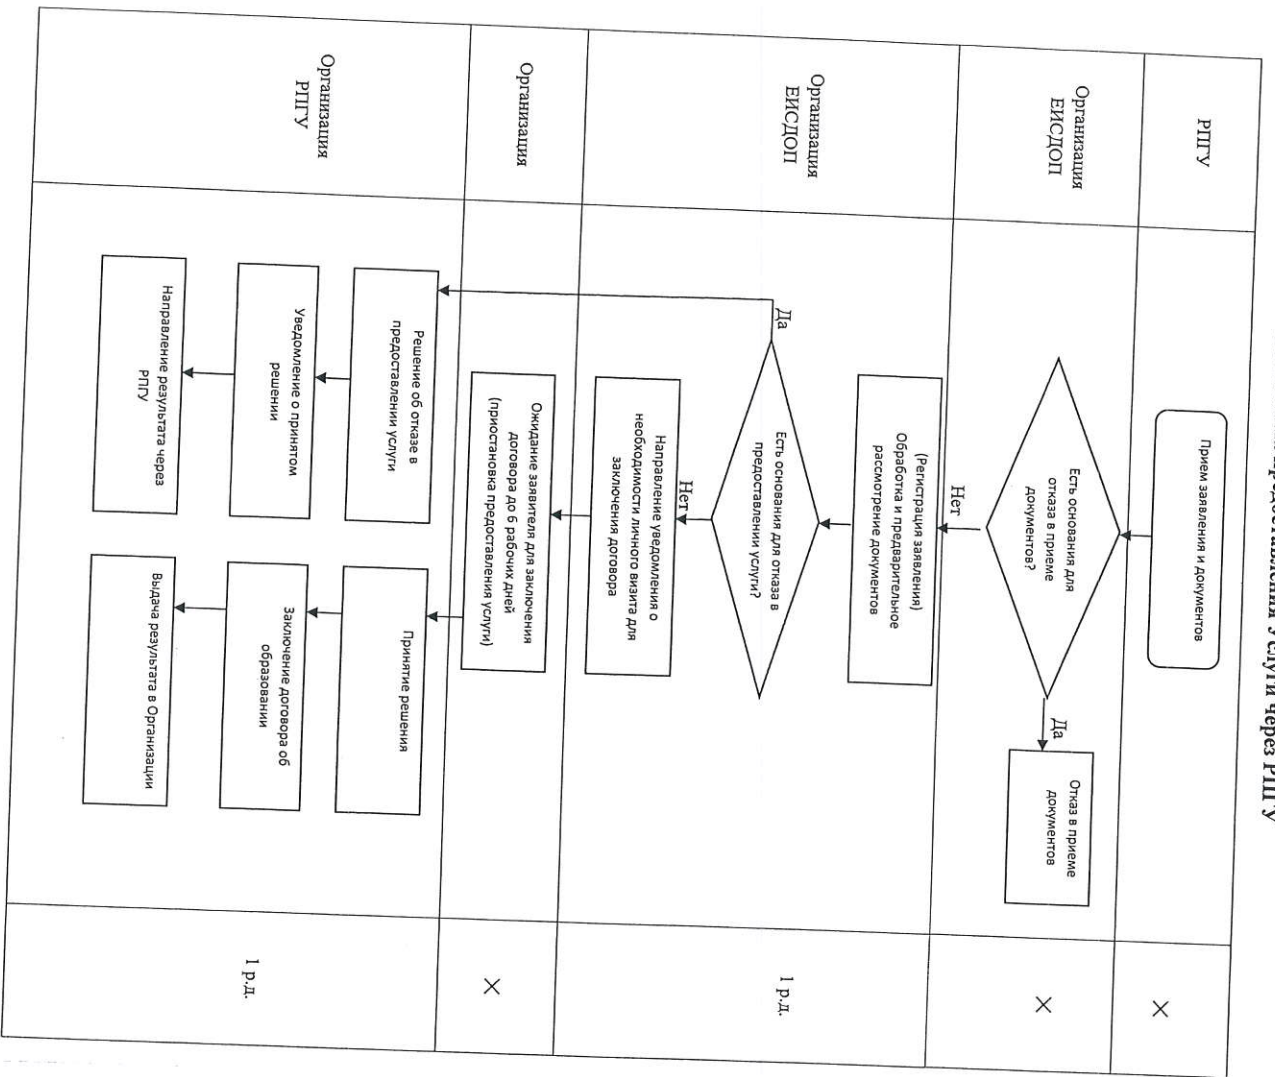 предоставления Услуги через РПГУ
РПГУ
Прием заявления и документов
Организация
ЕИСДОП
Есть основания для
отказа в приеме
документов?
Да
Отказ в приеме
документов
Нет
Организация
ЕИСДОП
(Регистрация заявления)
Обработка и предварительное
рассмотрение документов
Есть основания для отказа в
предоставлении услуги?
Да
Нет
Направление уведомления о
необходимости личного визита для
заключения договора
1 р.д.
Организация
Ожидание заявителя для заключения
договора до 6 рабочих дней
(приостановка предоставления услуги)
Организация
РПГУ
Решение об отказе в
предоставлении услуги
Принятие решения
Уведомление о принятом
решении
Заключение договора об
образовании
Направление результата через
РПГУ
Выдача результата в Организации
1 р.д.